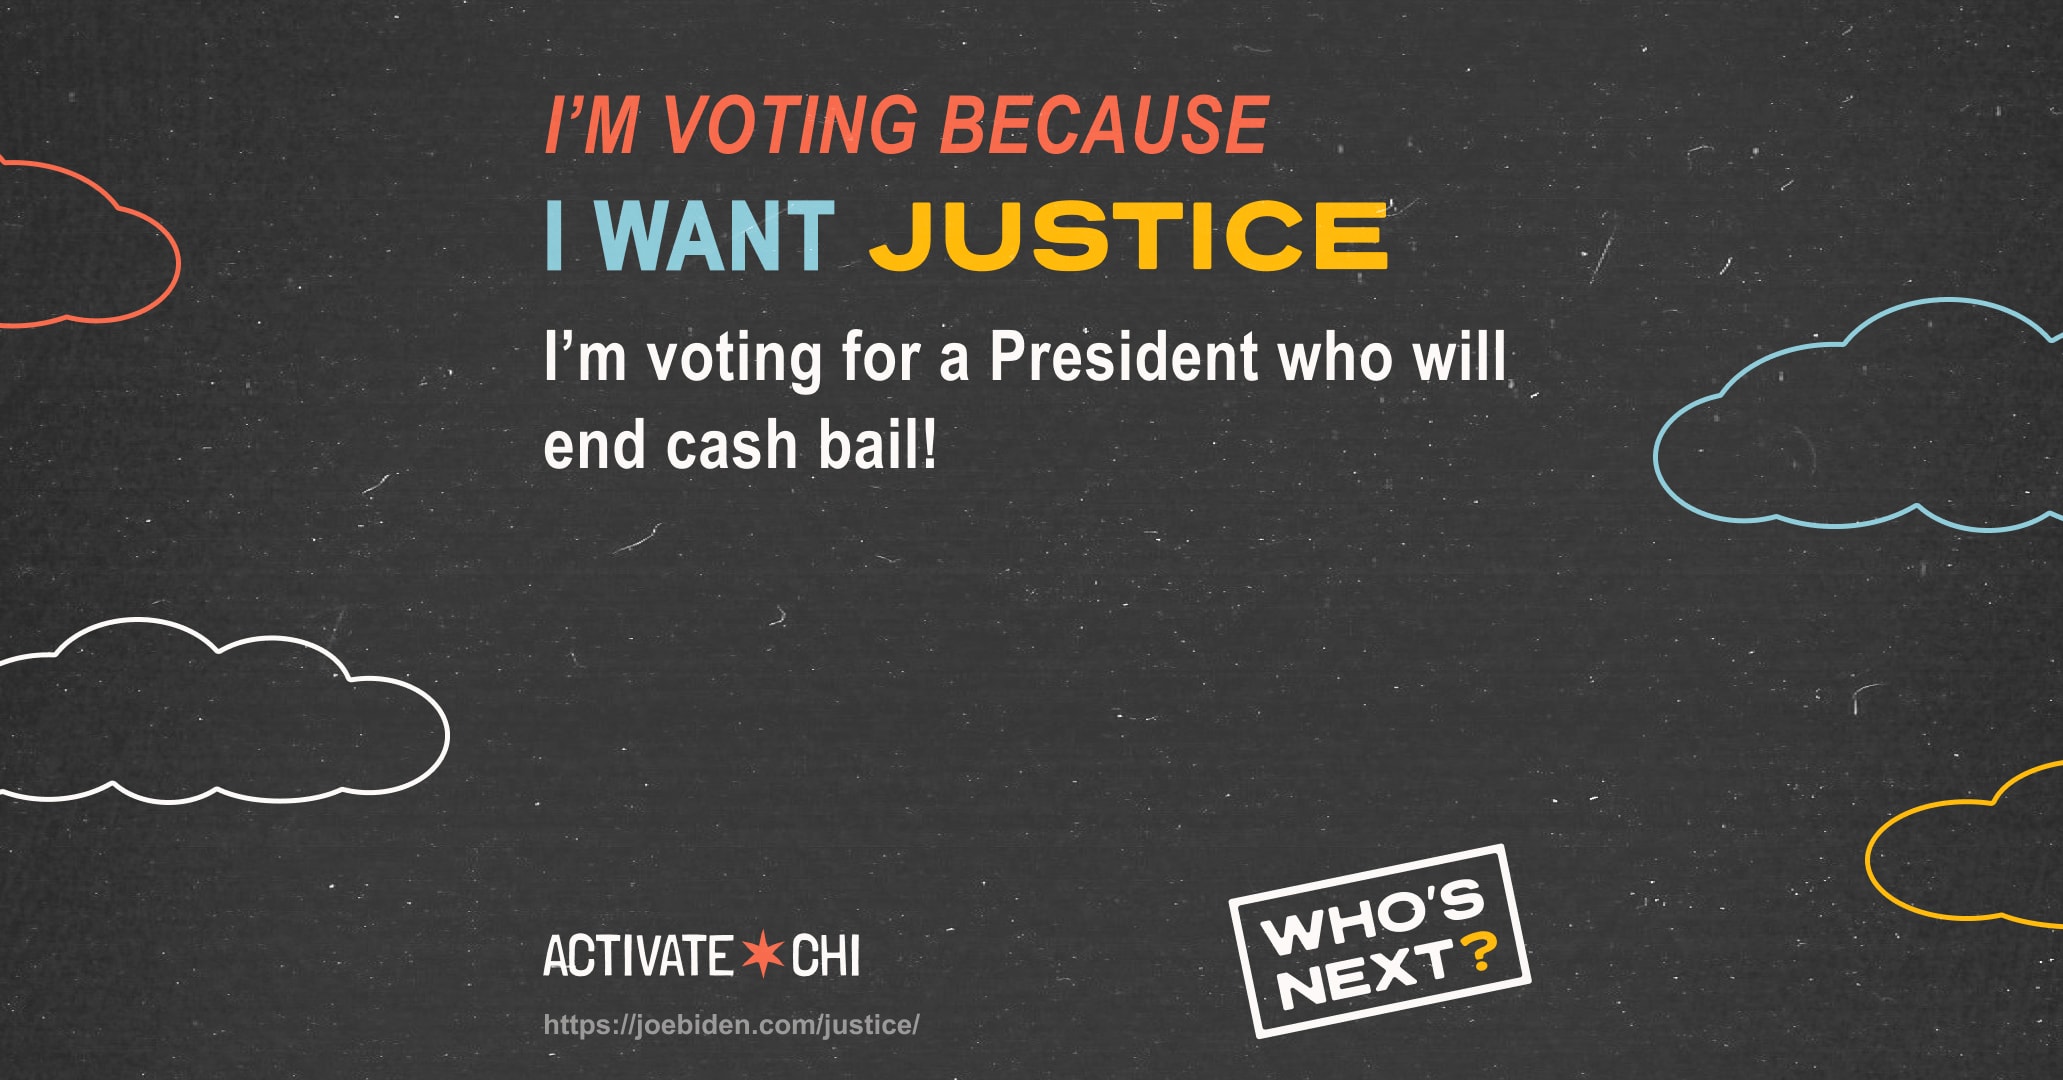 I’M VOTING BECAUSE
I WANT JUSTICE
I’m voting for a President who will
end cash bail!
ACTIVATE CHI
https://joebiden.com/justice/
WHO’S
NEXT?